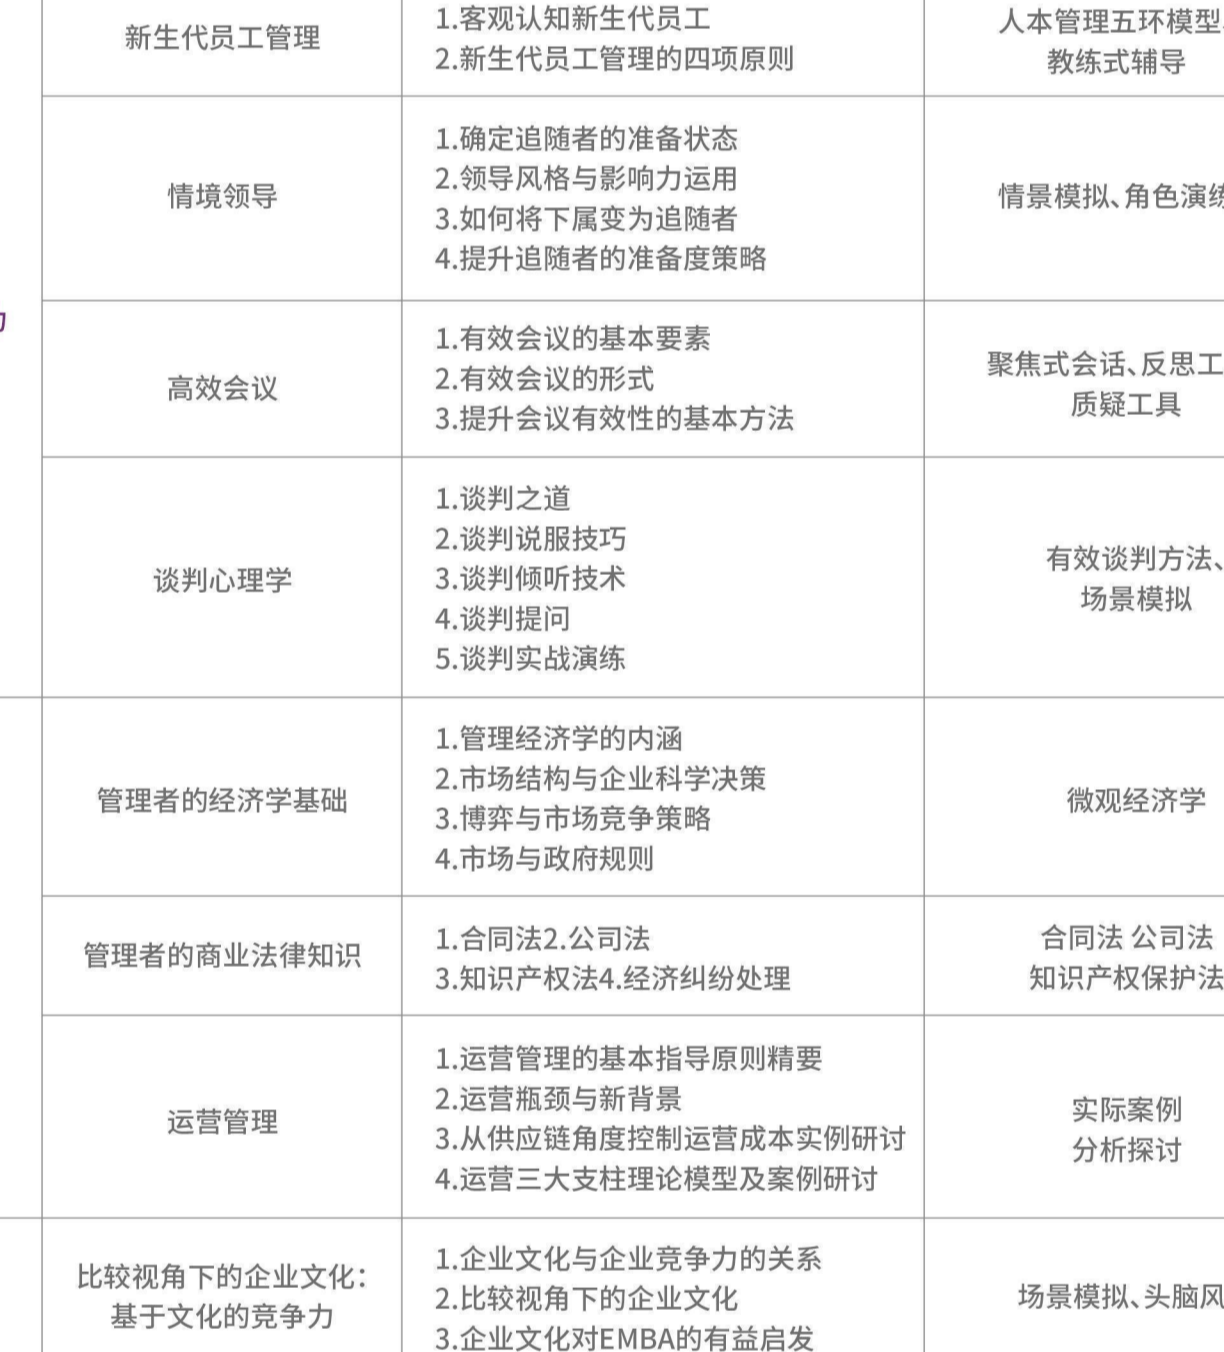 新生代员工管理
1.客观认知新生代员工
2.新生代员工管理的四项原则
人本管理五环模型
教练式辅导
情境领导
1.确定追随者的准备状态
2.领导风格与影响力运用
3.如何将下属变为追随者
4.提升追随者的准备度策略
情景模拟、角色演练
高效会议
1.有效会议的基本要素
2.有效会议的形式
3.提升会议有效性的基本方法
聚焦式会话、反思工
质疑工具
谈判心理学
1.谈判之道
2.谈判说服技巧
3.谈判倾听技术
4.谈判提问
5.谈判实战演练
有效谈判方法、
场景模拟
管理者的经济学基础
1.管理经济学的内涵
2.市场结构与企业科学决策
3.博弈与市场竞争策略
4.市场与政府规则
微观经济学
管理者的商业法律知识
1.合同法2.公司法
3.知识产权法4.经济纠纷处理
合同法 公司法
知识产权保护法
运营管理
1.运营管理的基本指导原则精要
2.运营瓶颈与新背景
3.从供应链角度控制运营成本实例研讨
4.运营三大支柱理论模型及案例研讨
实际案例
分析探讨
比较视角下的企业文化：
基于文化的竞争力
1.企业文化与企业竞争力的关系
2.比较视角下的企业文化
3.企业文化对EMBA的有益启发
场景模拟、头脑风